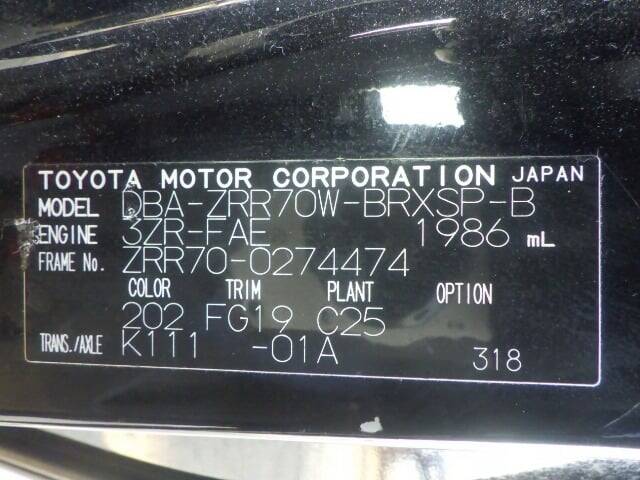 TOYOTA MOTOR CORPORATION JAPAN
MODEL DBA-ZRR70W-BRXSP-B
ENGINE 3ZR-FAE 1986 mL
FRAME No. ZRR70-0274474
COLOR TRIM PLANT OPTION
202 FG19 C25
TRANS./AXLE K111 -01A 318